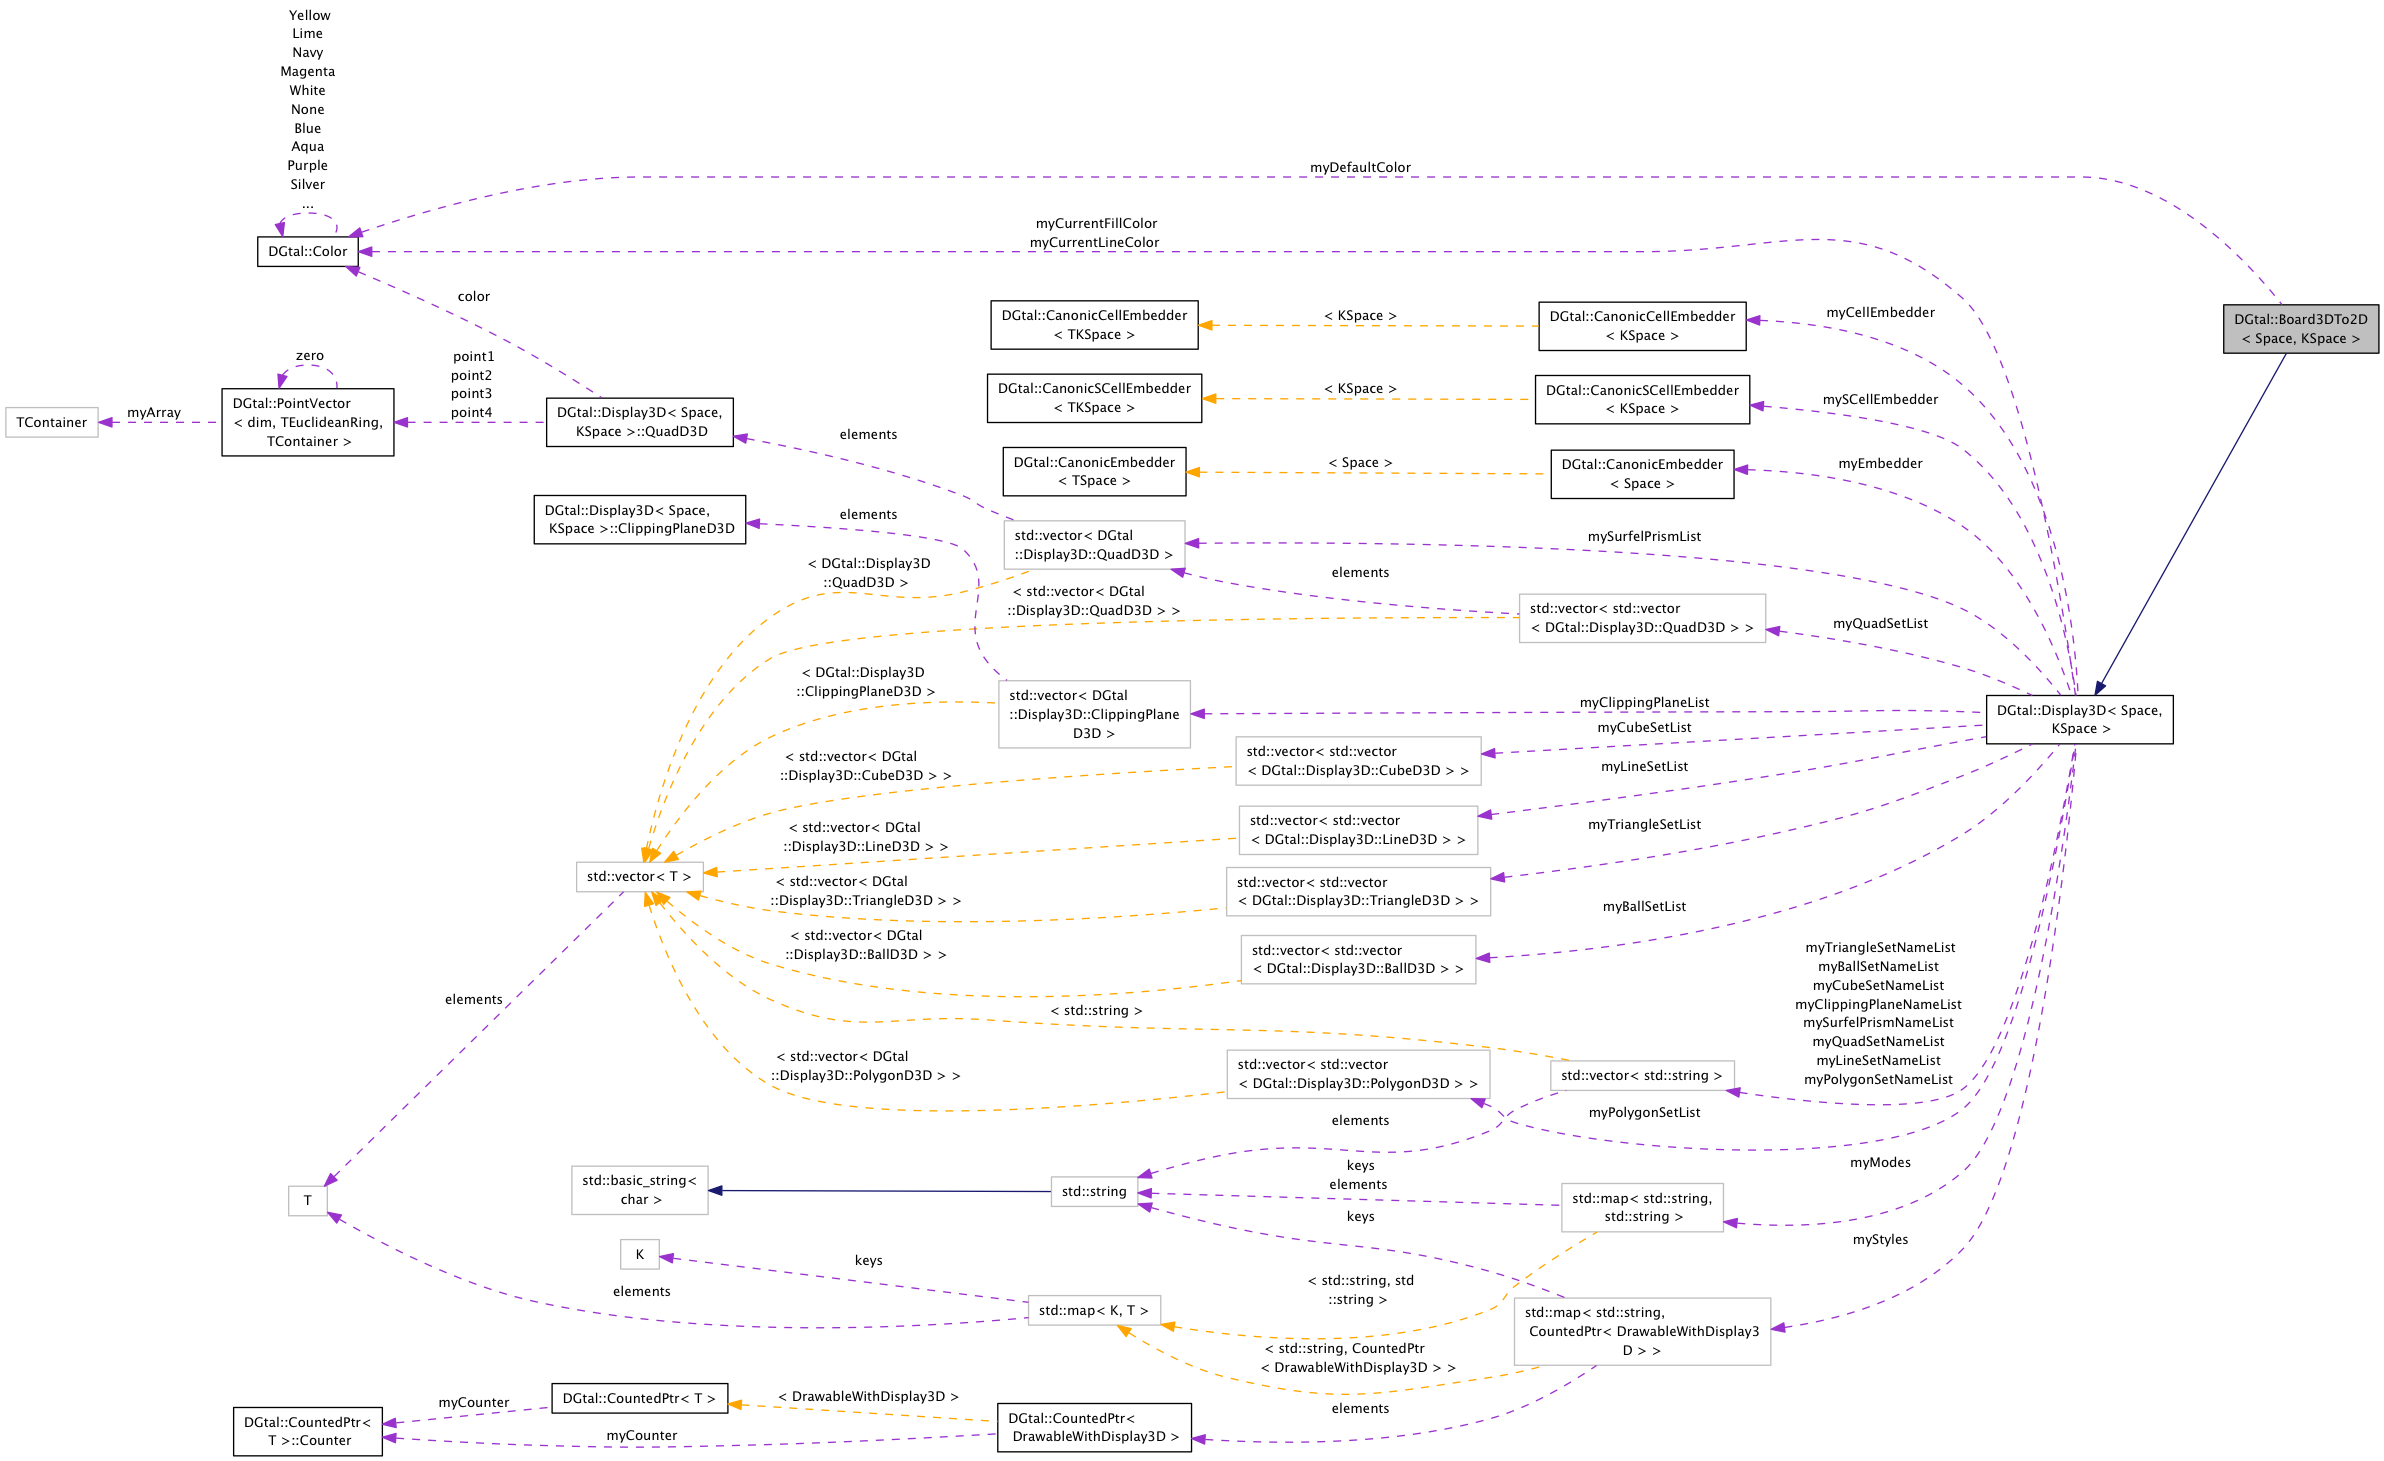 Yellow
Lime
Navy
Magenta
White
None
Blue
Aqua
Purple
Silver
...
DGtal::Color
myDefaultColor
myCurrentFillColor
myCurrentLineColor
color
DGtal::Board3DTo2D
< Space, KSpace >
DGtal::CanonicCellEmbedder
< TKSpace >
< KSpace >
DGtal::CanonicCellEmbedder
< KSpace >
myCellEmbedder
zero
DGtal::PointVector
< dim, TEuclideanRing,
TContainer >
TContainer
myArray
point1
point2
point3
point4
DGtal::Display3D< Space,
KSpace >::QuadD3D
DGtal::CanonicSCellEmbedder
< TKSpace >
< KSpace >
DGtal::CanonicSCellEmbedder
< KSpace >
mySCellEmbedder
elements
DGtal::CanonicEmbedder
< TSpace >
< Space >
DGtal::CanonicEmbedder
< Space >
myEmbedder
DGtal::Display3D< Space,
KSpace >::ClippingPlaneD3D
elements
std::vector< DGtal
::Display3D::QuadD3D >
mySurfelPrismList
< DGtal::Display3D
::QuadD3D >
elements
< std::vector< DGtal
::Display3D::QuadD3D > >
std::vector< std::vector
< DGtal::Display3D::QuadD3D > >
myQuadSetList
< DGtal::Display3D
::ClippingPlaneD3D >
std::vector< DGtal
::Display3D::ClippingPlane
D3D >
myClippingPlaneList
DGtal::Display3D< Space,
KSpace >
myCubeSetList
< std::vector< DGtal
::Display3D::CubeD3D > >
std::vector< std::vector
< DGtal::Display3D::CubeD3D > >
myLineSetList
< std::vector< DGtal
::Display3D::LineD3D > >
std::vector< std::vector
< DGtal::Display3D::LineD3D > >
myTriangleSetList
std::vector< T >
< std::vector< DGtal
::Display3D::TriangleD3D > >
std::vector< std::vector
< DGtal::Display3D::TriangleD3D > >
myBallSetList
< std::vector< DGtal
::Display3D::BallD3D > >
std::vector< std::vector
< DGtal::Display3D::BallD3D > >
myTriangleSetNameList
myBallSetNameList
myCubeSetNameList
myClippingPlaneNameList
mySurfelPrismNameList
myQuadSetNameList
myLineSetNameList
myPolygonSetNameList
elements
< std::string >
< std::vector< DGtal
::Display3D::PolygonD3D > >
std::vector< std::vector
< DGtal::Display3D::PolygonD3D > >
std::vector< std::string >
myPolygonSetList
elements
T
std::basic_string<
char >
std::string
keys
elements
keys
std::map< std::string,
std::string >
myModes
myStyles
K
keys
elements
std::map< K, T >
< std::string, std
::string >
std::map< std::string,
CountedPtr< DrawableWithDisplay3
D > >
< std::string, CountedPtr
< DrawableWithDisplay3D > >
elements
DGtal::CountedPtr<
T >::Counter
myCounter
DGtal::CountedPtr< T >
< DrawableWithDisplay3D >
myCounter
DGtal::CountedPtr<
DrawableWithDisplay3D >